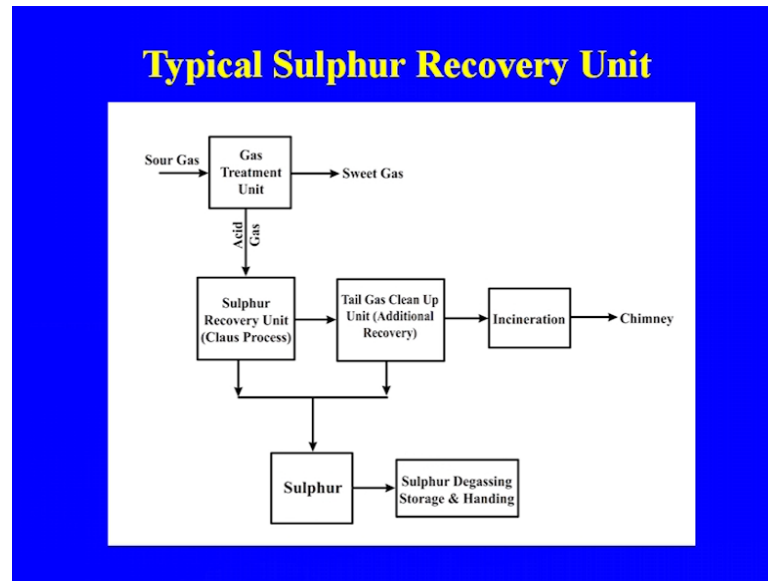 Typical Sulphur Recovery Unit
Sour Gas
Gas
Treatment
Unit
Sweet Gas
Acid
Gas
Sulphur
Recovery Unit
(Claus Process)
Tail Gas Clean Up
Unit (Additional
Recovery)
Incineration
Chimney
Sulphur
Sulphur Degassing
Storage & Handing